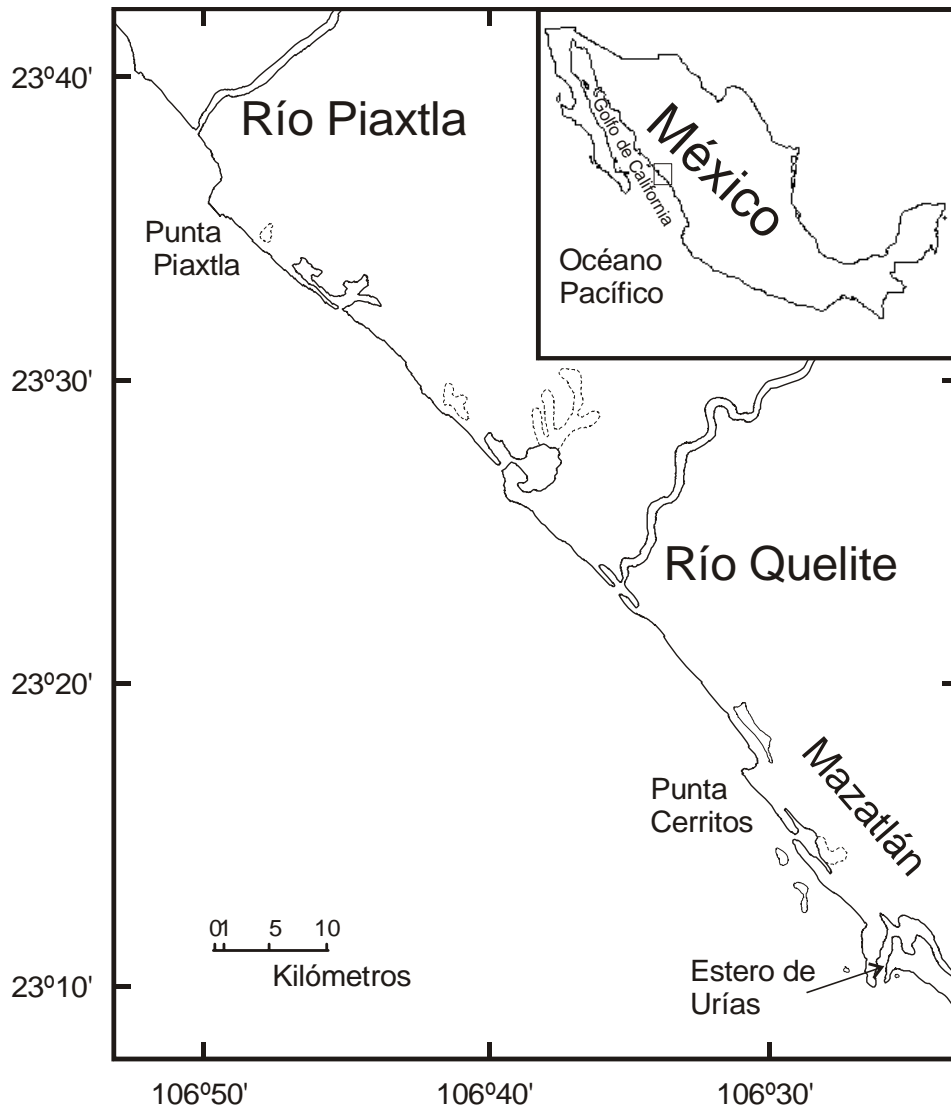 23º40'
Río Piaxtla
Punta
Piaxtla
México
Golfo de California
Océano
Pacífico
23º30'
Río Quelite
23º20'
Mazatlán
Punta
Cerritos
01 5 10
Kilómetros
Estero de
Urías
23º10'
106º50' 106º40' 106º30'